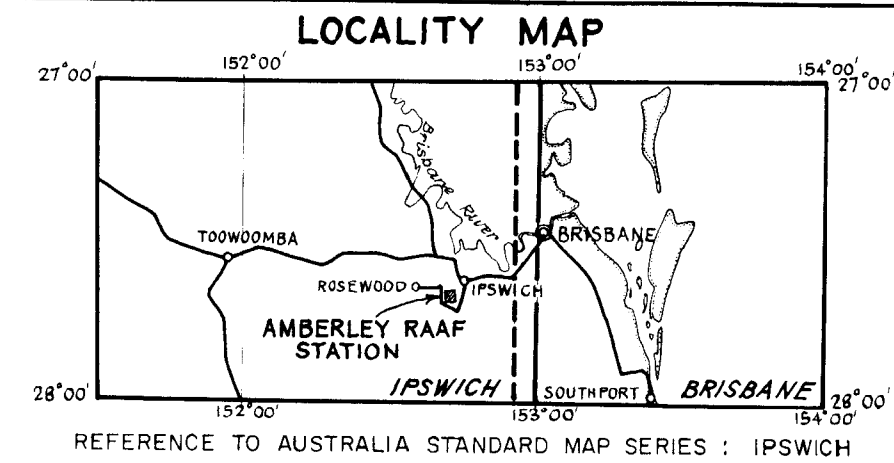 LOCALITY MAP
152°00' 153°00' 154°00'
27°00' 27°00'
Brisbane River
TOOWOOMBA
BRISBANE
ROSEWOOD
IPSWICH
AMBERLEY RAAF
STATION
IPSWICH
SOUTHPORT
BRISBANE
28°00' 28°00'
152°00' 153°00' 154°00'
REFERENCE TO AUSTRALIA STANDARD MAP SERIES : IPSWICH